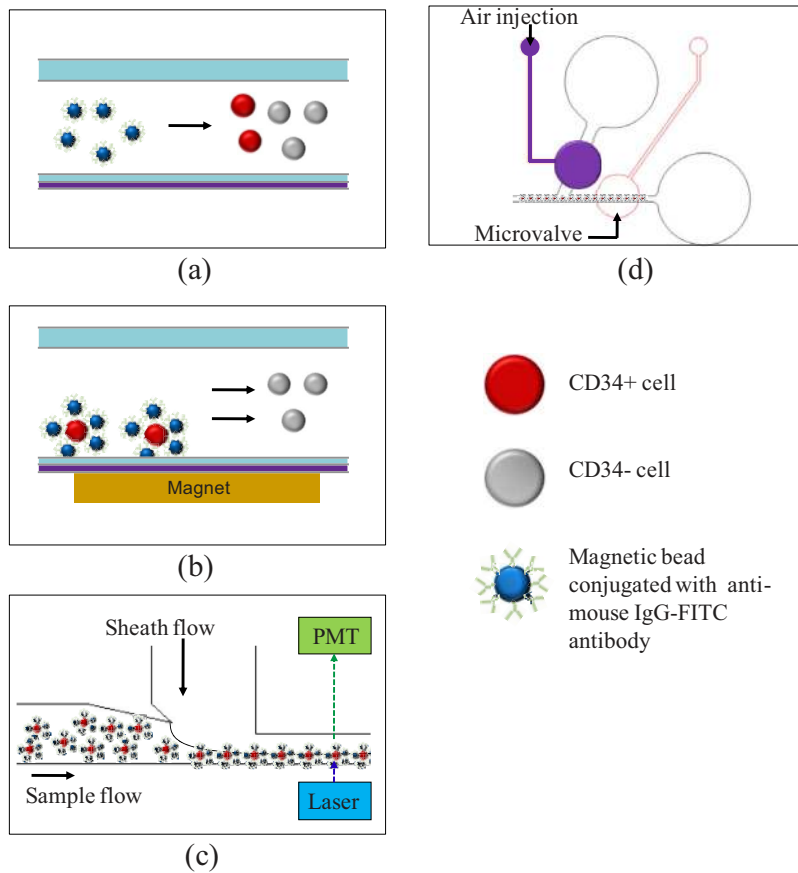 (a)
Magnet
(b)
Sheath flow
PMT
Sample flow
Laser
(c)
Air injection
Microvalve
(d)
CD34+ cell
CD34- cell
Magnetic bead
conjugated with anti-
mouse IgG-FITC
antibody